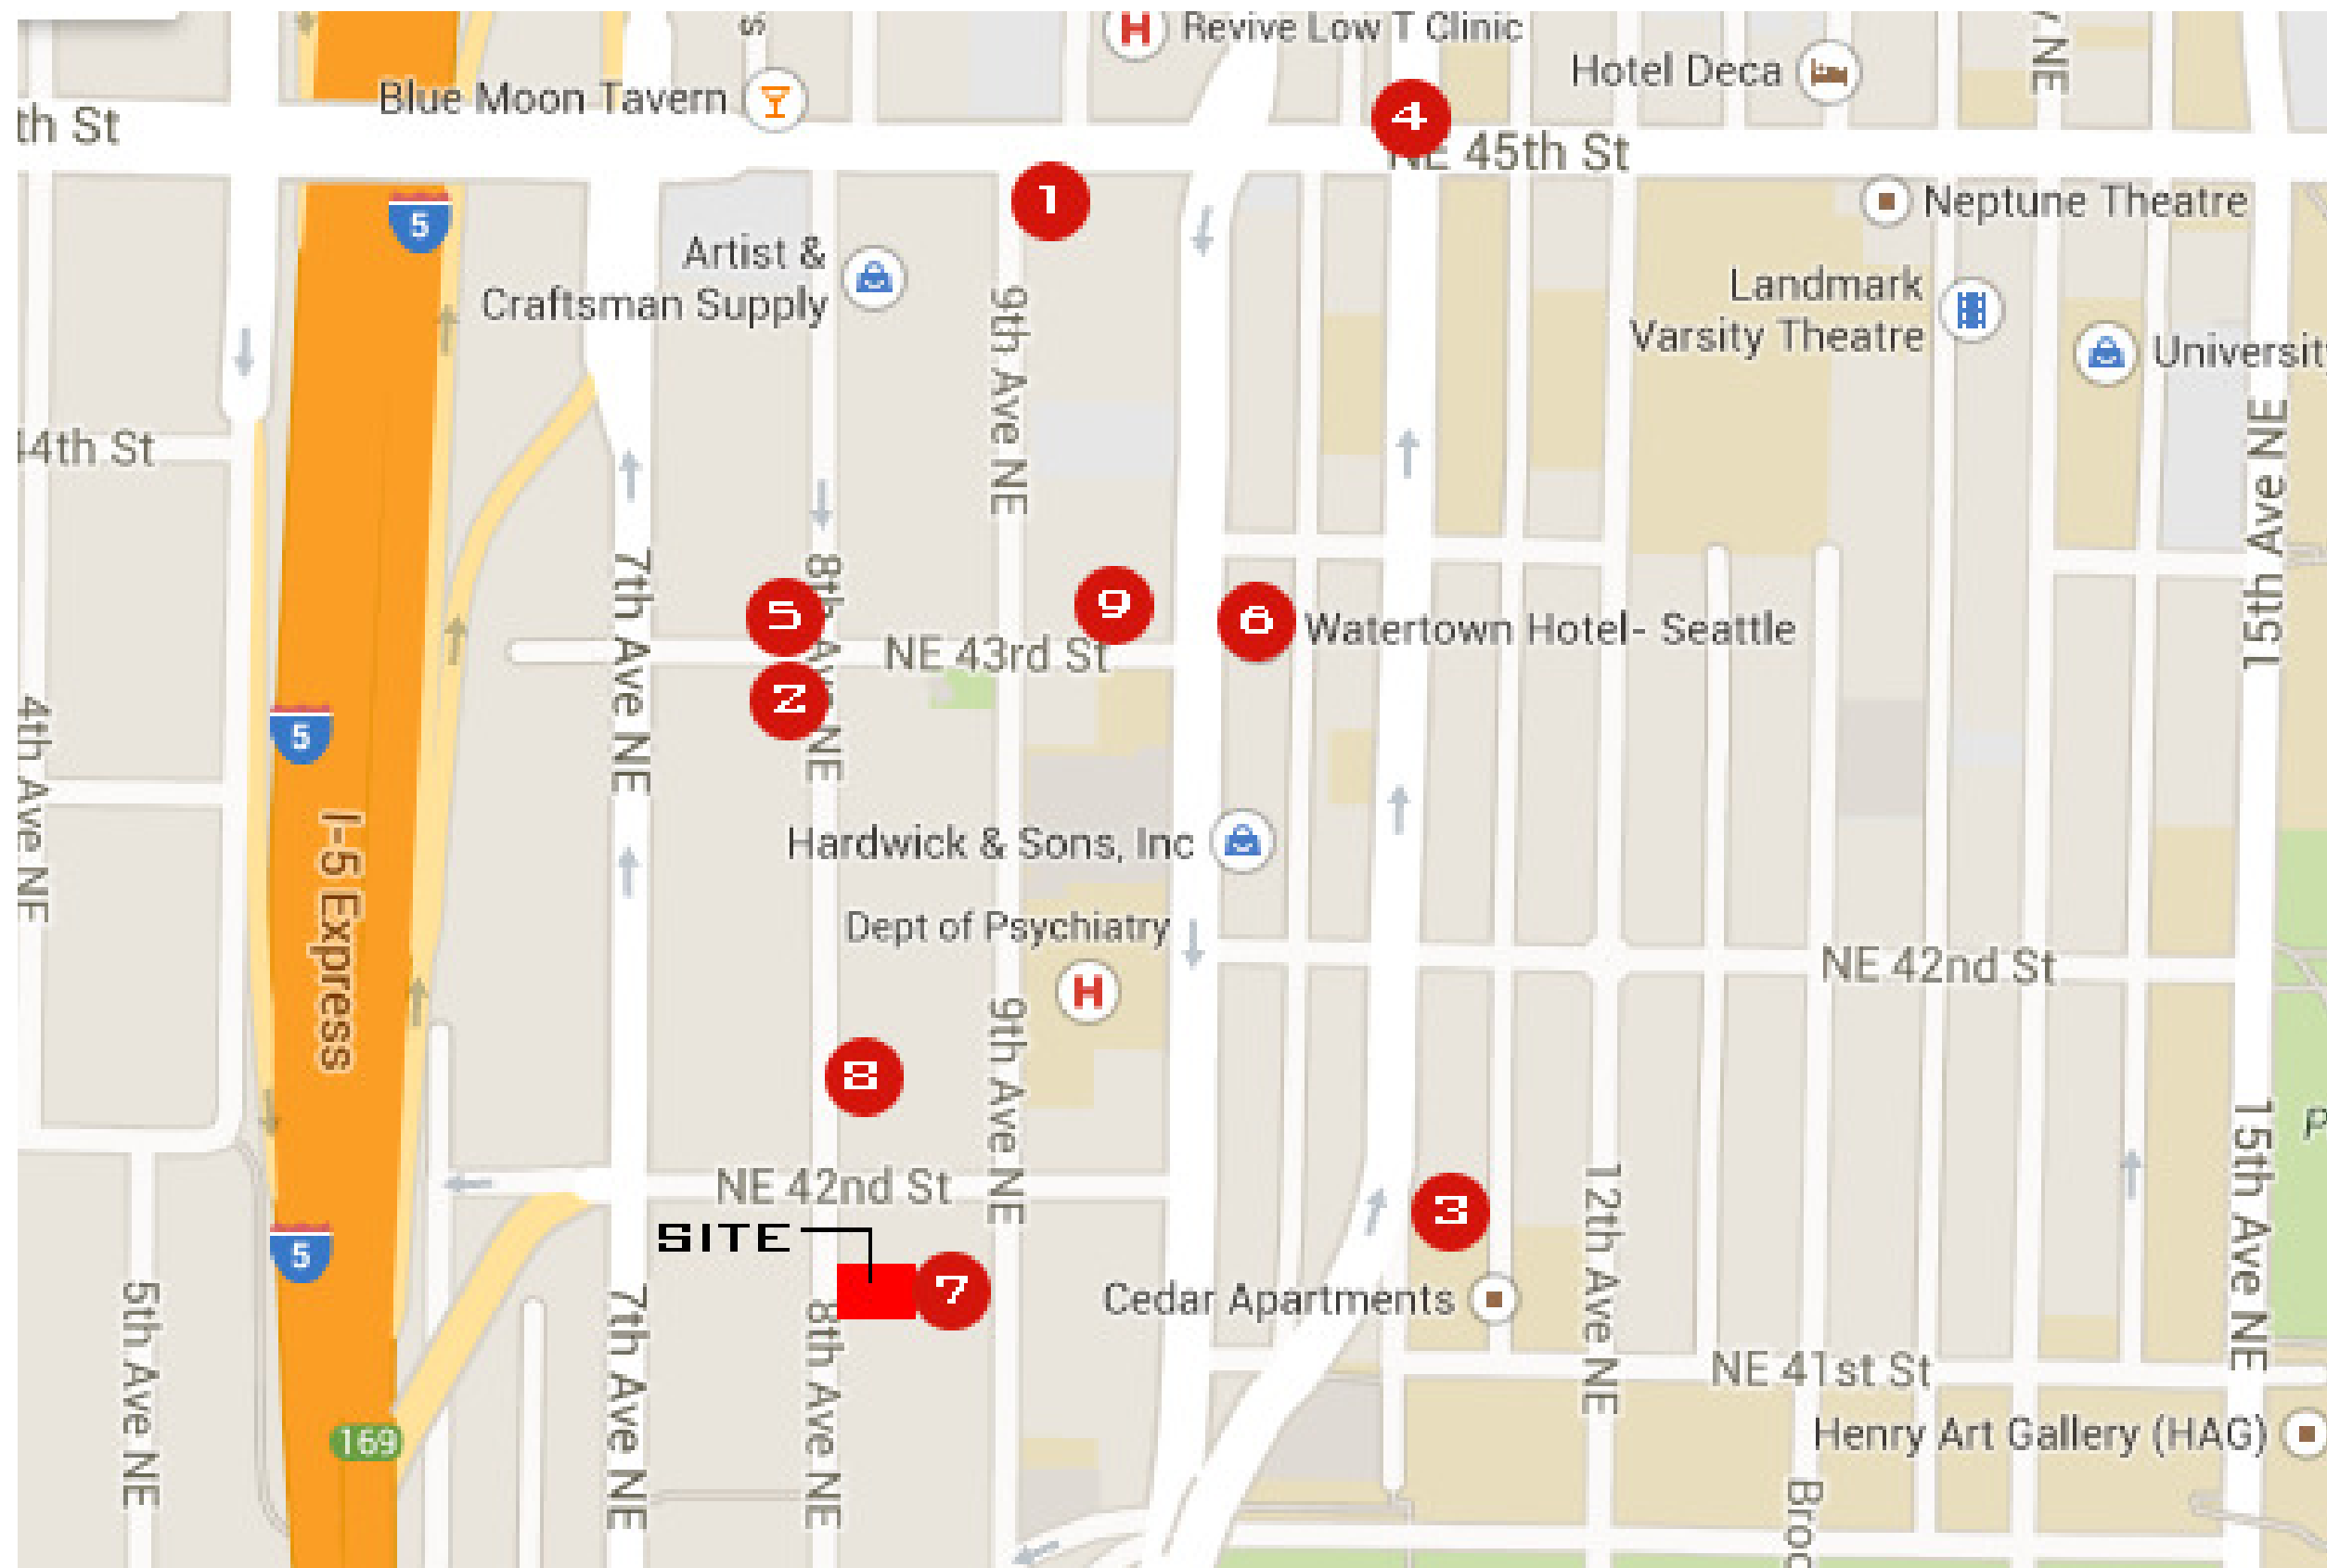 Revive Low T Clinic
Hotel Deca
Blue Moon Tavern
th St
4
NE 45th St
1
5
Neptune Theatre
Artist &
Craftsman Supply
Landmark
Varsity Theatre
University
9th Ave NE
44th St
15th Ave NE
7th Ave NE
8th Ave NE
5
9
6
Watertown Hotel- Seattle
NE 43rd St
2
4th Ave NE
5
I-5 Express
Hardwick & Sons, Inc
Dept of Psychiatry
H
NE 42nd St
9th Ave NE
8
NE 42nd St
SITE
3
7
5
Cedar Apartments
12th Ave NE
15th Ave NE
5th Ave NE
7th Ave NE
8th Ave NE
NE 41st St
169
Henry Art Gallery (HAG)
Broo